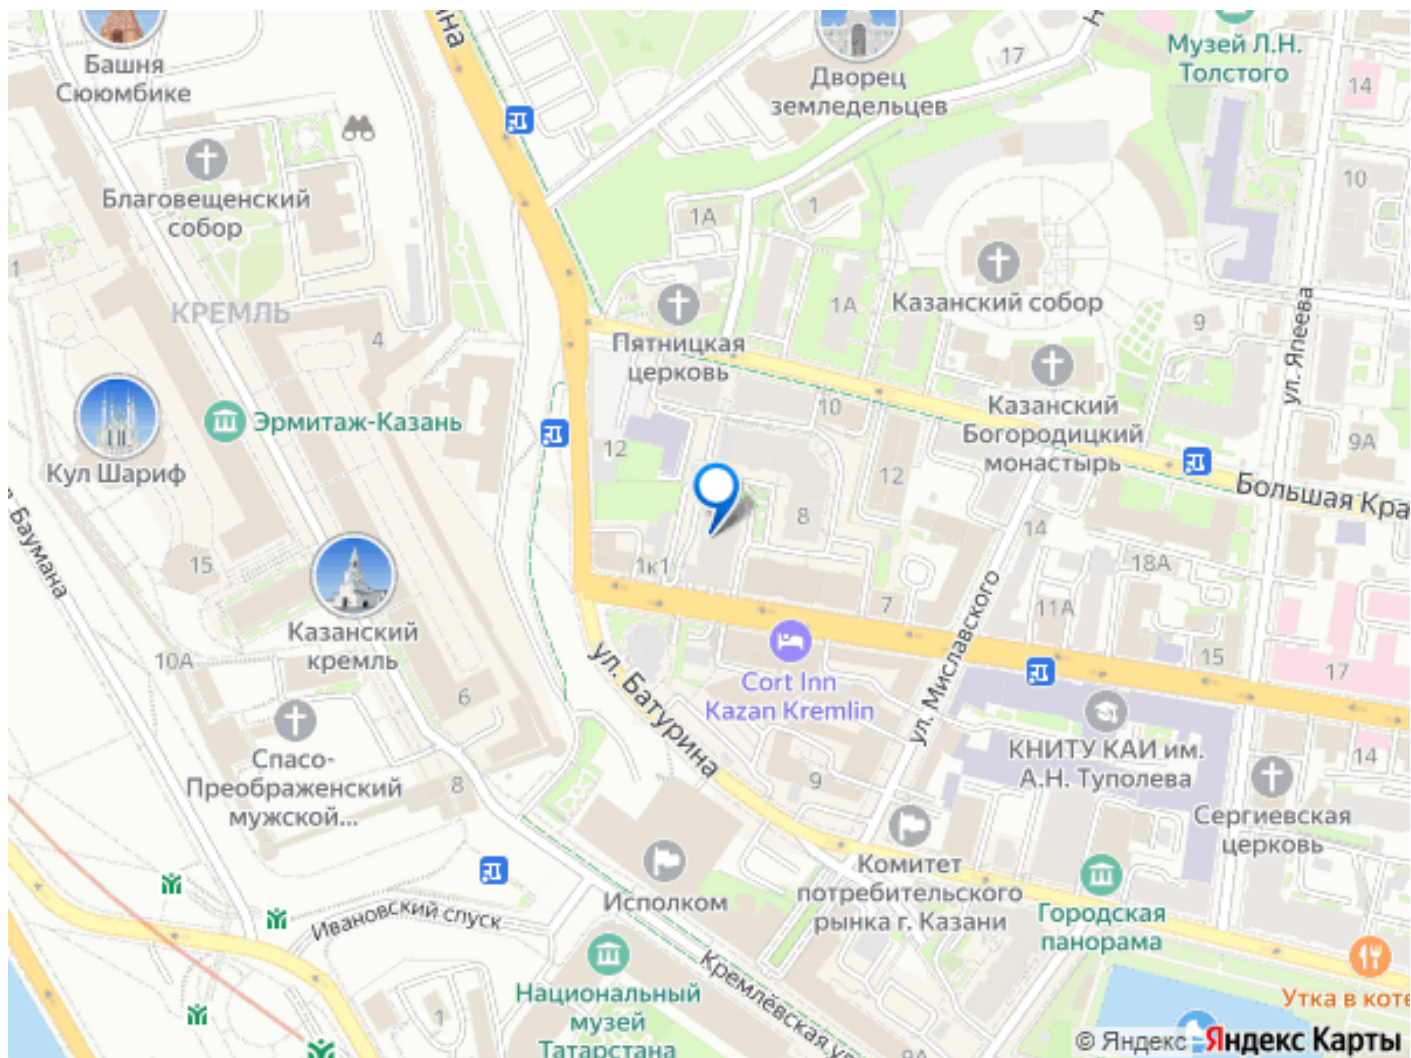 ИНА
Башня
Сююмбике
Дворец
земледельцев
17
Музей Л.Н.
Толстого
14
Благовещенский
собор
1А
1
10
ул. Япеева
1
КРЕМЛЬ
4
Пятницкая
церковь
1А
Казанский собор
9
Кул Шариф
Эрмитаж-Казань
12
10
12
8
Казанский
Богородицкий
монастырь
9А
Большая Кра
Баумана
15
Казанский
кремль
1к1
7
14
18А
11А
ул. Миславского
15
17
10А
6
ул. Батурина
Cort Inn
Kazan Kremlin
КНИТУ КАИ им.
А.Н. Туполева
14
Спасо-
Преображенский
мужской...
8
9
Сергиевская
церковь
Исполком
Комитет
потребительского
рынка г. Казани
Городская
панорама
Ивановский спуск
Национальный
музей
Татарстана
1
Кремлёвская ул.
9А
Утка в коте
© Яндекс Яндекс Карты